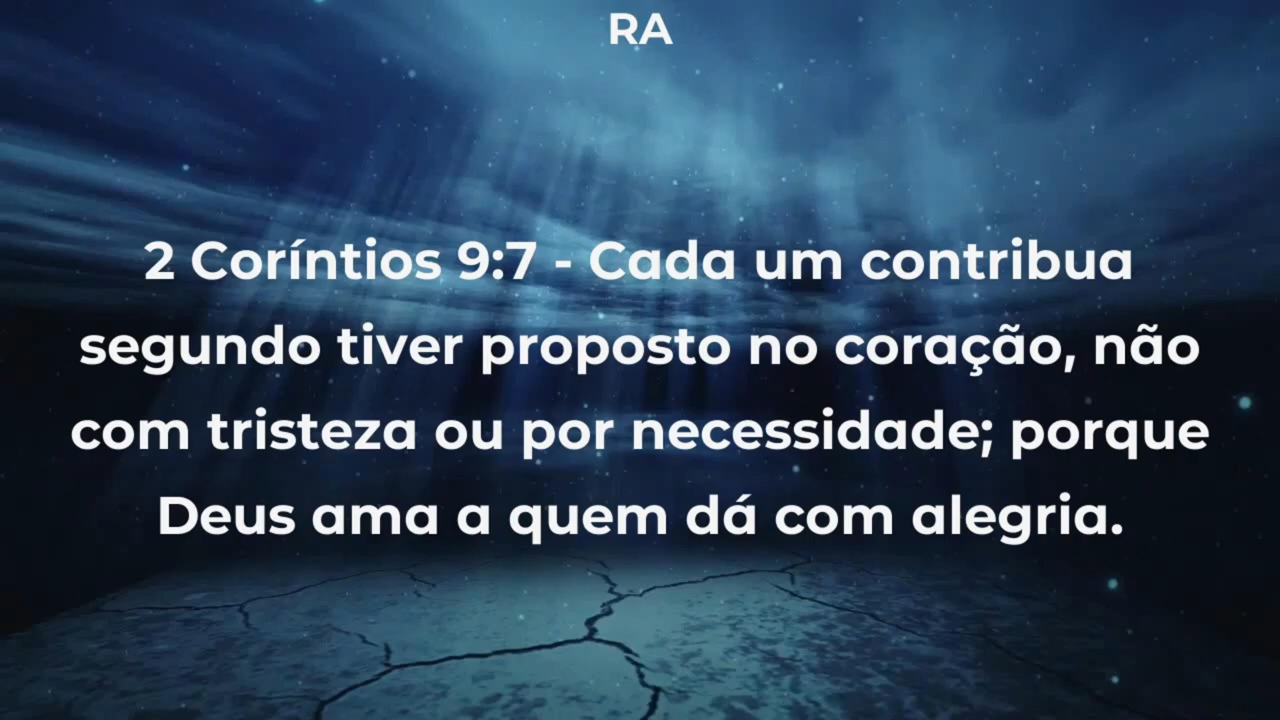 RA
2 Coríntios 9:7 - Cada um contribua
segundo tiver proposto no coração, não
com tristeza ou por necessidade; porque
Deus ama a quem dá com alegria.